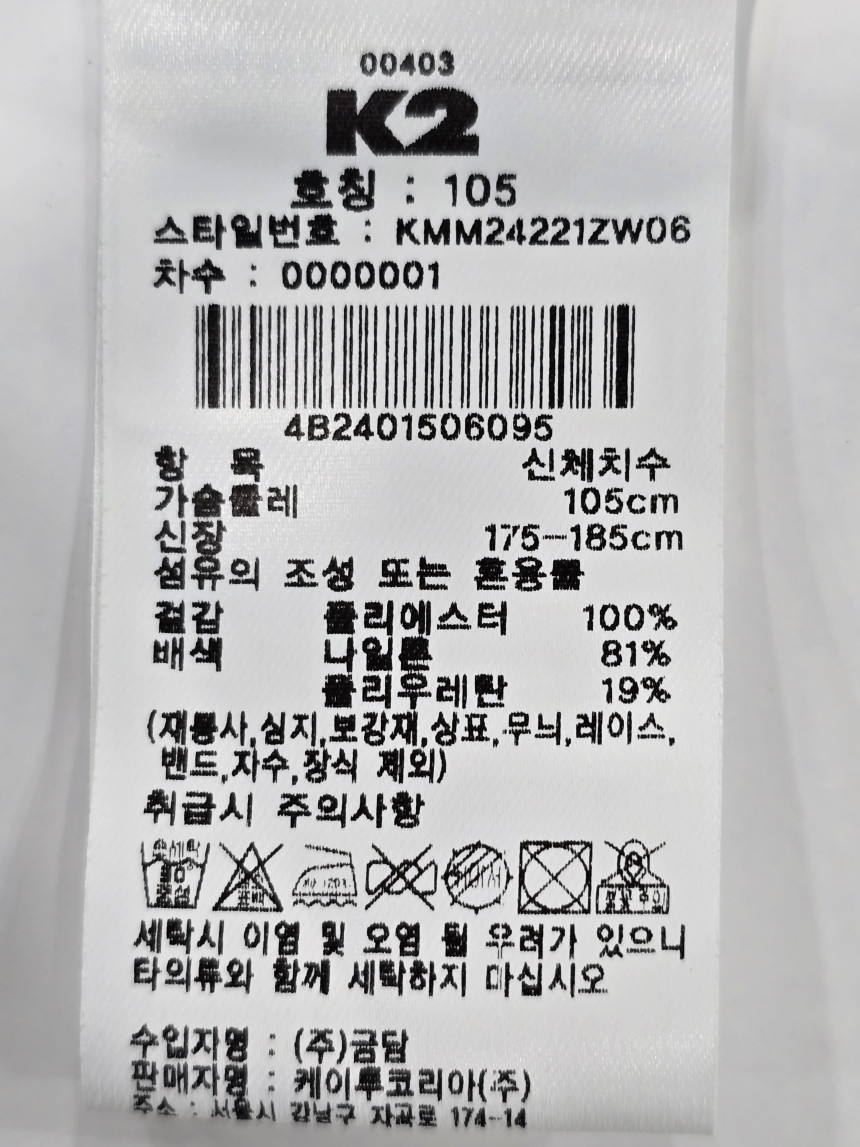 00403
K2
호칭 : 105
스타일번호 : KMM24221ZW06
차수 : 0000001
4B2401506095
항 목 신체치수
가슴둘레 105cm
신장 175-185cm
섬유의 조성 또는 혼용률
겉감 폴리에스터 100%
배색 나일론 81%
폴리우레탄 19%
(재봉사,심지,보강재,상표,무늬,레이스,
밴드,자수,장식 제외)
취급시 주의사항
손세탁
중성
표백
세탁시 이염 및 오염 될 우려가 있으니
타의류와 함께 세탁하지 마십시오
수입자명 : (주)금담
판매자명 : 케이투코리아(주)
주소 : 서울시 강남구 자곡로 174-14